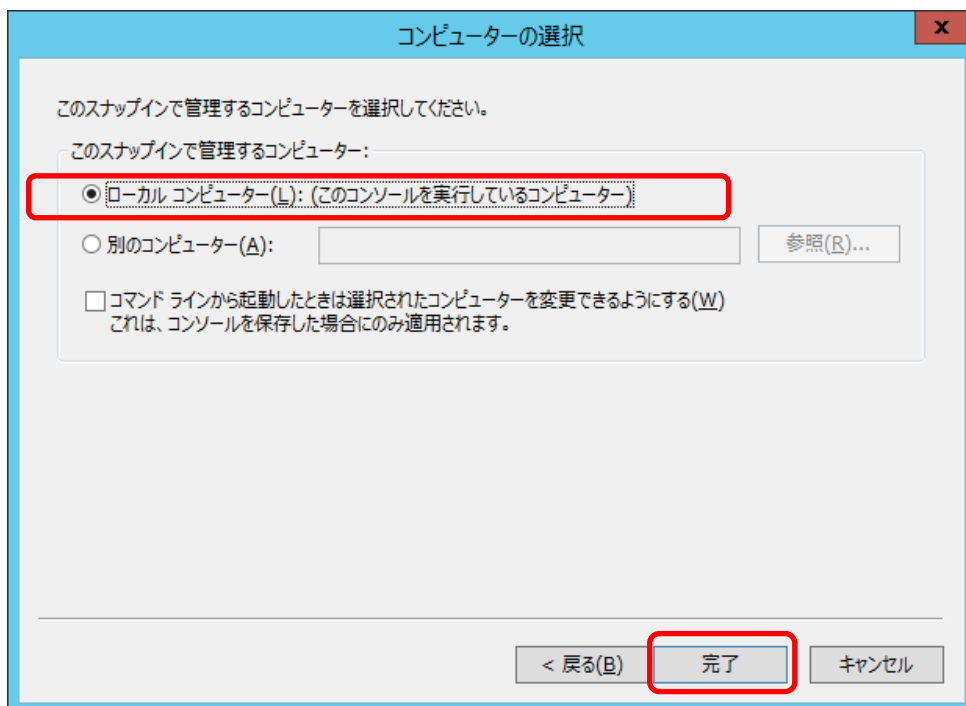 コンピューターの選択
x
このスナップインで管理するコンピューターを選択してください。
このスナップインで管理するコンピューター:
ローカル コンピューター(L): (このコンソールを実行しているコンピューター)
別のコンピューター(A):
参照(R)...
コマンド ラインから起動したときは選択されたコンピューターを変更できるようにする(W)
これは、コンソールを保存した場合にのみ適用されます。
< 戻る(B)
完了
キャンセル